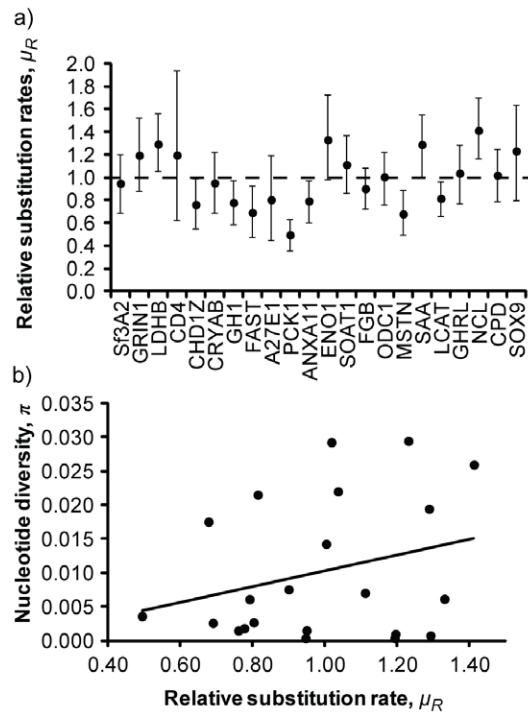 a)
Relative substitution rates, μR
2.0
1.8
1.6
1.4
1.2
1.0
0.8
0.6
0.4
0.2
0.0
Sf3A2
GRIN1
LDHB
CD4
CHD1Z
CRYAB
GH1
FAST
A27E1
PCK1
ANXA11
ENO1
SOAT1
FGB
ODC1
MSTN
SAA
LCAT
GHRL
NCL
CPD
SOX9
b)
Nucleotide diversity, π
0.035
0.030
0.025
0.020
0.015
0.010
0.005
0.000
0.40 0.60 0.80 1.00 1.20 1.40
Relative substitution rate, μR